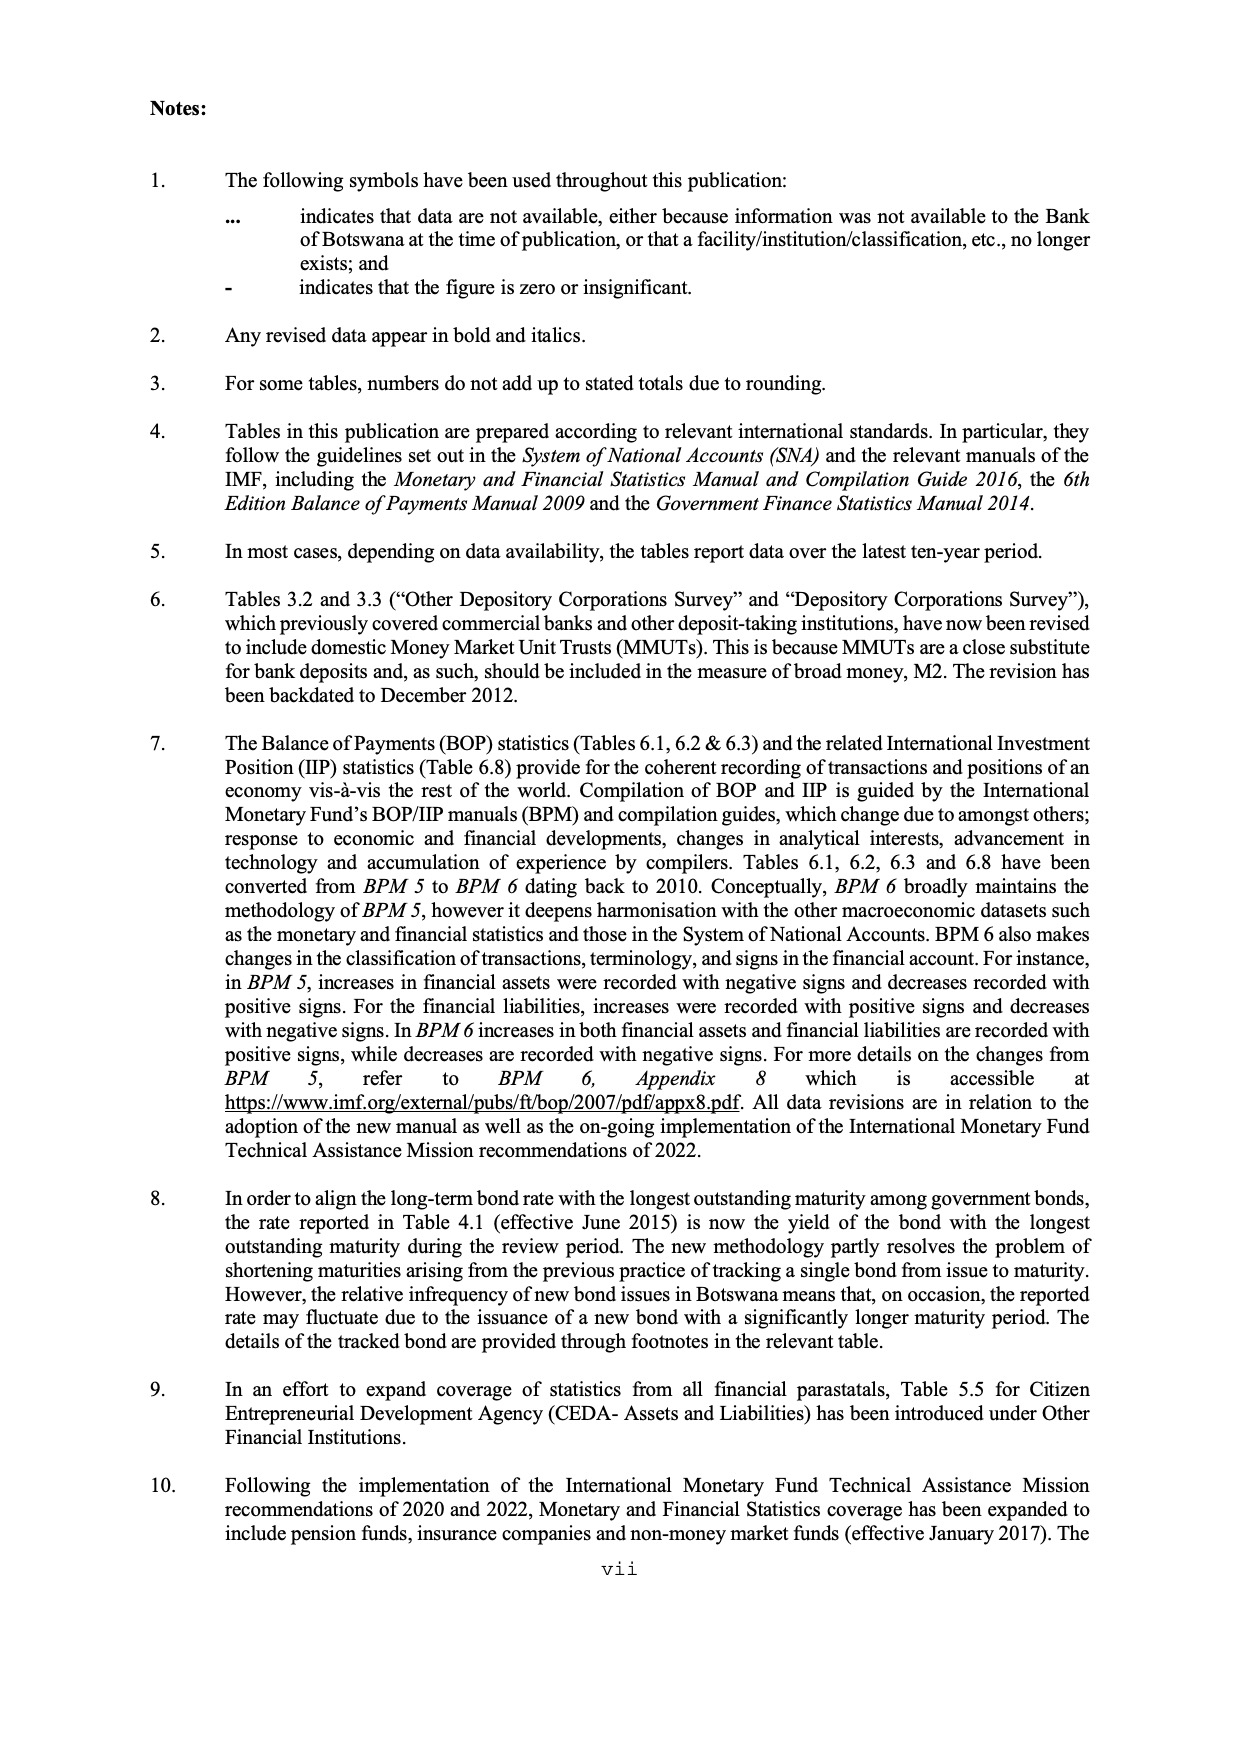 Notes:
1. The following symbols have been used throughout this publication:
... indicates that data are not available, either because information was not available to the Bank
of Botswana at the time of publication, or that a facility/institution/classification, etc., no longer
exists; and
- indicates that the figure is zero or insignificant.
2. Any revised data appear in bold and italics.
3. For some tables, numbers do not add up to stated totals due to rounding.
4. Tables in this publication are prepared according to relevant international standards. In particular, they
follow the guidelines set out in the System of National Accounts (SNA) and the relevant manuals of the
IMF, including the Monetary and Financial Statistics Manual and Compilation Guide 2016, the 6th
Edition Balance of Payments Manual 2009 and the Government Finance Statistics Manual 2014.
5. In most cases, depending on data availability, the tables report data over the latest ten-year period.
6. Tables 3.2 and 3.3 (“Other Depository Corporations Survey” and “Depository Corporations Survey”),
which previously covered commercial banks and other deposit-taking institutions, have now been revised
to include domestic Money Market Unit Trusts (MMUTs). This is because MMUTs are a close substitute
for bank deposits and, as such, should be included in the measure of broad money, M2. The revision has
been backdated to December 2012.
7. The Balance of Payments (BOP) statistics (Tables 6.1, 6.2 & 6.3) and the related International Investment
Position (IIP) statistics (Table 6.8) provide for the coherent recording of transactions and positions of an
economy vis-à-vis the rest of the world. Compilation of BOP and IIP is guided by the International
Monetary Fund’s BOP/IIP manuals (BPM) and compilation guides, which change due to amongst others;
response to economic and financial developments, changes in analytical interests, advancement in
technology and accumulation of experience by compilers. Tables 6.1, 6.2, 6.3 and 6.8 have been
converted from BPM 5 to BPM 6 dating back to 2010. Conceptually, BPM 6 broadly maintains the
methodology of BPM 5, however it deepens harmonisation with the other macroeconomic datasets such
as the monetary and financial statistics and those in the System of National Accounts. BPM 6 also makes
changes in the classification of transactions, terminology, and signs in the financial account. For instance,
in BPM 5, increases in financial assets were recorded with negative signs and decreases recorded with
positive signs. For the financial liabilities, increases were recorded with positive signs and decreases
with negative signs. In BPM 6 increases in both financial assets and financial liabilities are recorded with
positive signs, while decreases are recorded with negative signs. For more details on the changes from
BPM 5, refer to BPM 6, Appendix 8 which is accessible at
https://www.imf.org/external/pubs/ft/bop/2007/pdf/appx8.pdf. All data revisions are in relation to the
adoption of the new manual as well as the on-going implementation of the International Monetary Fund
Technical Assistance Mission recommendations of 2022.
8. In order to align the long-term bond rate with the longest outstanding maturity among government bonds,
the rate reported in Table 4.1 (effective June 2015) is now the yield of the bond with the longest
outstanding maturity during the review period. The new methodology partly resolves the problem of
shortening maturities arising from the previous practice of tracking a single bond from issue to maturity.
However, the relative infrequency of new bond issues in Botswana means that, on occasion, the reported
rate may fluctuate due to the issuance of a new bond with a significantly longer maturity period. The
details of the tracked bond are provided through footnotes in the relevant table.
9. In an effort to expand coverage of statistics from all financial parastatals, Table 5.5 for Citizen
Entrepreneurial Development Agency (CEDA- Assets and Liabilities) has been introduced under Other
Financial Institutions.
10. Following the implementation of the International Monetary Fund Technical Assistance Mission
recommendations of 2020 and 2022, Monetary and Financial Statistics coverage has been expanded to
include pension funds, insurance companies and non-money market funds (effective January 2017). The
vii